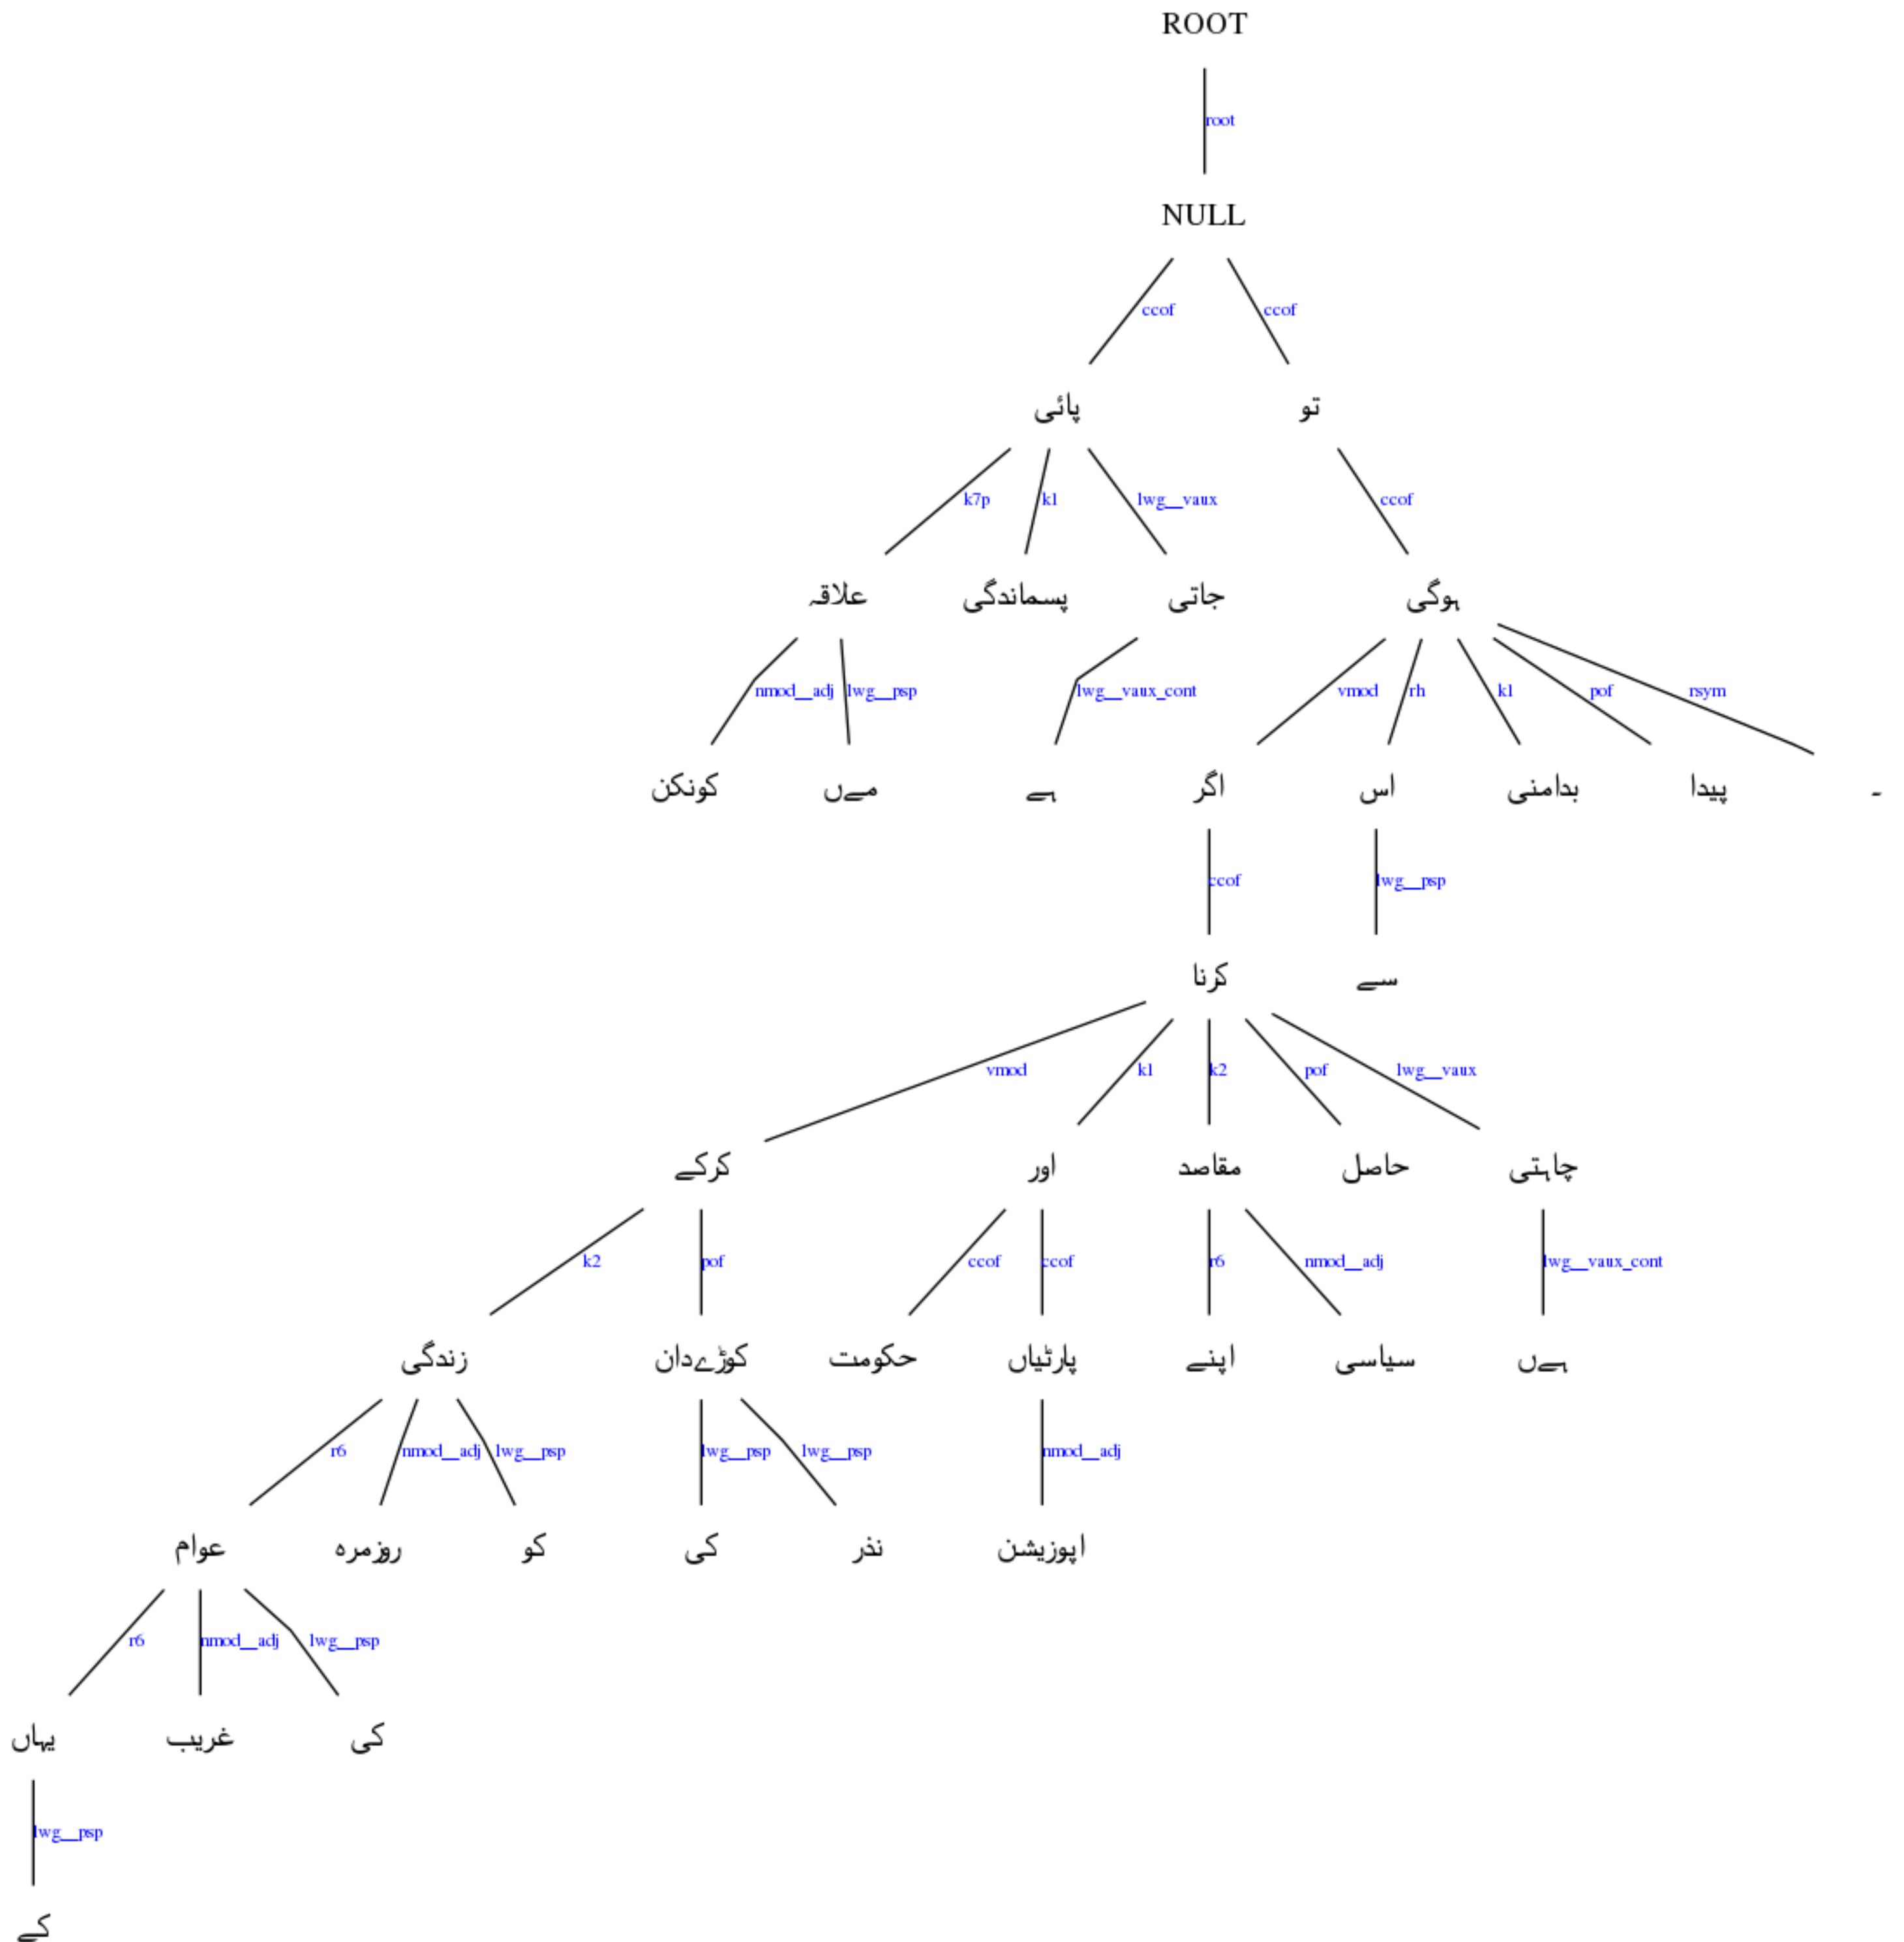 ROOT
root
NULL
ccof ccof
پائی تو
k7p k1 lwg__vaux ccof
علاقہ پسماندگی جاتی ہوگی
nmod__adj lwg__psp lwg__vaux_cont vmod rh k1 pof rsym
کونکن مےں ہے اگر اس بدامنی پیدا ۔
ccof lwg__psp
کرنا سے
vmod k1 k2 pof lwg__vaux
کرکے اور مقاصد حاصل چاہتی
k2 pof ccof ccof r6 nmod__adj lwg__vaux_cont
زندگی کوڑےدان حکومت پارٹیاں اپنے سیاسی ہےں
r6 nmod__adj lwg__psp lwg__psp lwg__psp nmod__adj
عوام روزمرہ کو کی نذر اپوزیشن
r6 nmod__adj lwg__psp
یہاں غریب کی
lwg__psp
کے